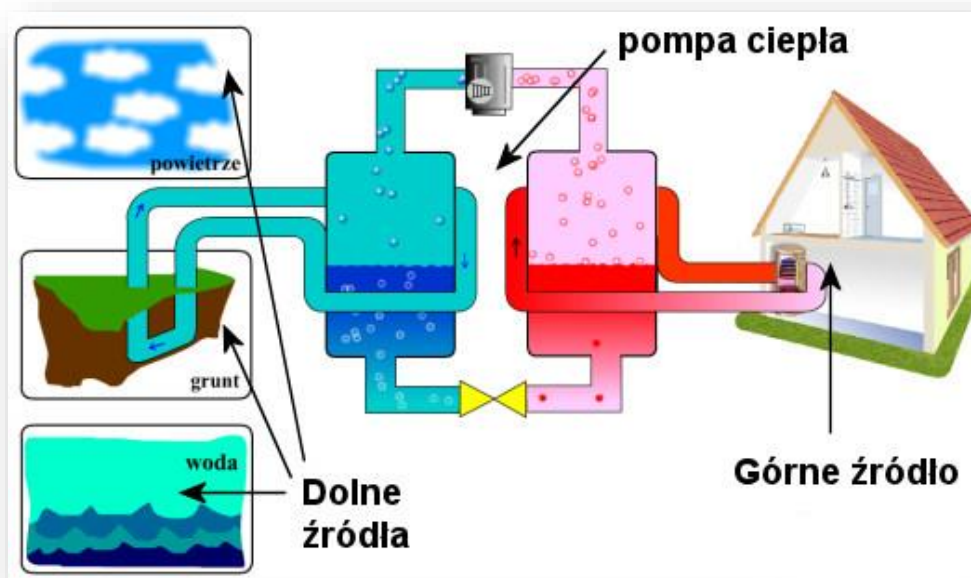 pompa ciepła
powietrze
grunt
woda
Dolne
źródła
Górne źródło